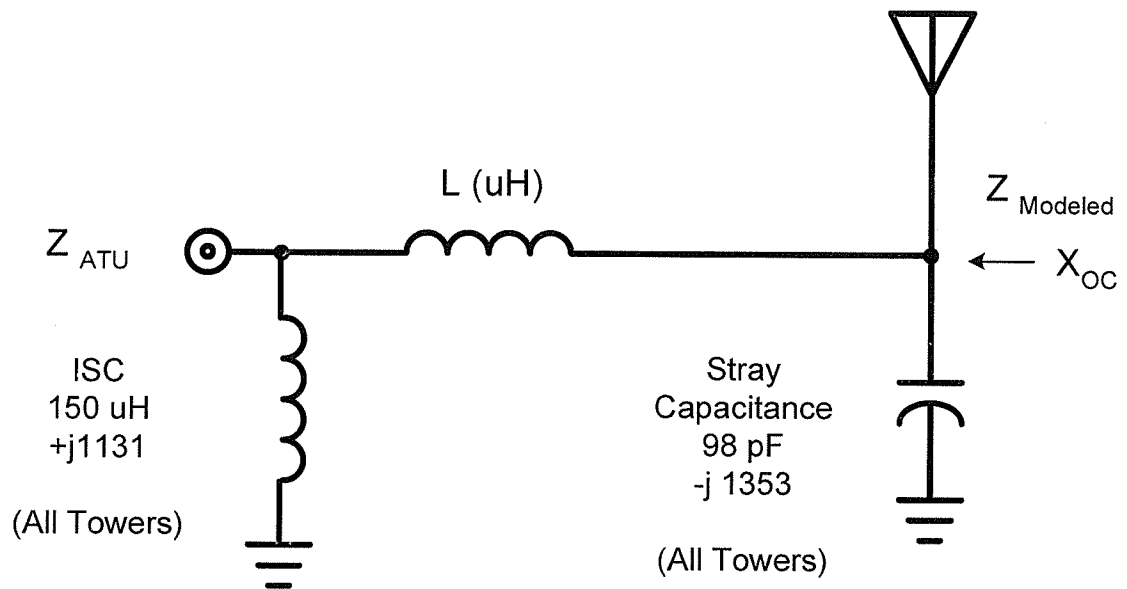 L (uH)
Z Modeled
Z ATU
X OC
ISC
150 uH
+j1131
(All Towers)
Stray
Capacitance
98 pF
-j 1353
(All Towers)